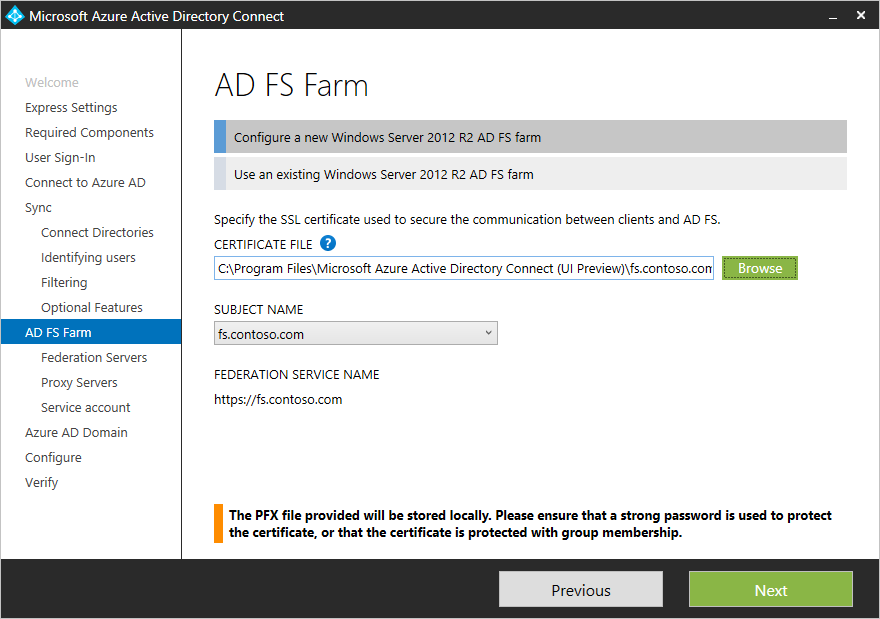 Microsoft Azure Active Directory Connect
Welcome
Express Settings
Required Components
User Sign-In
Connect to Azure AD
Sync
Connect Directories
Identifying users
Filtering
Optional Features
AD FS Farm
Federation Servers
Proxy Servers
Service account
Azure AD Domain
Configure
Verify
AD FS Farm
Configure a new Windows Server 2012 R2 AD FS farm
Use an existing Windows Server 2012 R2 AD FS farm
Specify the SSL certificate used to secure the communication between clients and AD FS.
CERTIFICATE FILE ?
C:\Program Files\Microsoft Azure Active Directory Connect (UI Preview)\fs.contoso.com Browse
SUBJECT NAME
fs.contoso.com
FEDERATION SERVICE NAME
https://fs.contoso.com
The PFX file provided will be stored locally. Please ensure that a strong password is used to protect
the certificate, or that the certificate is protected with group membership.
Previous Next